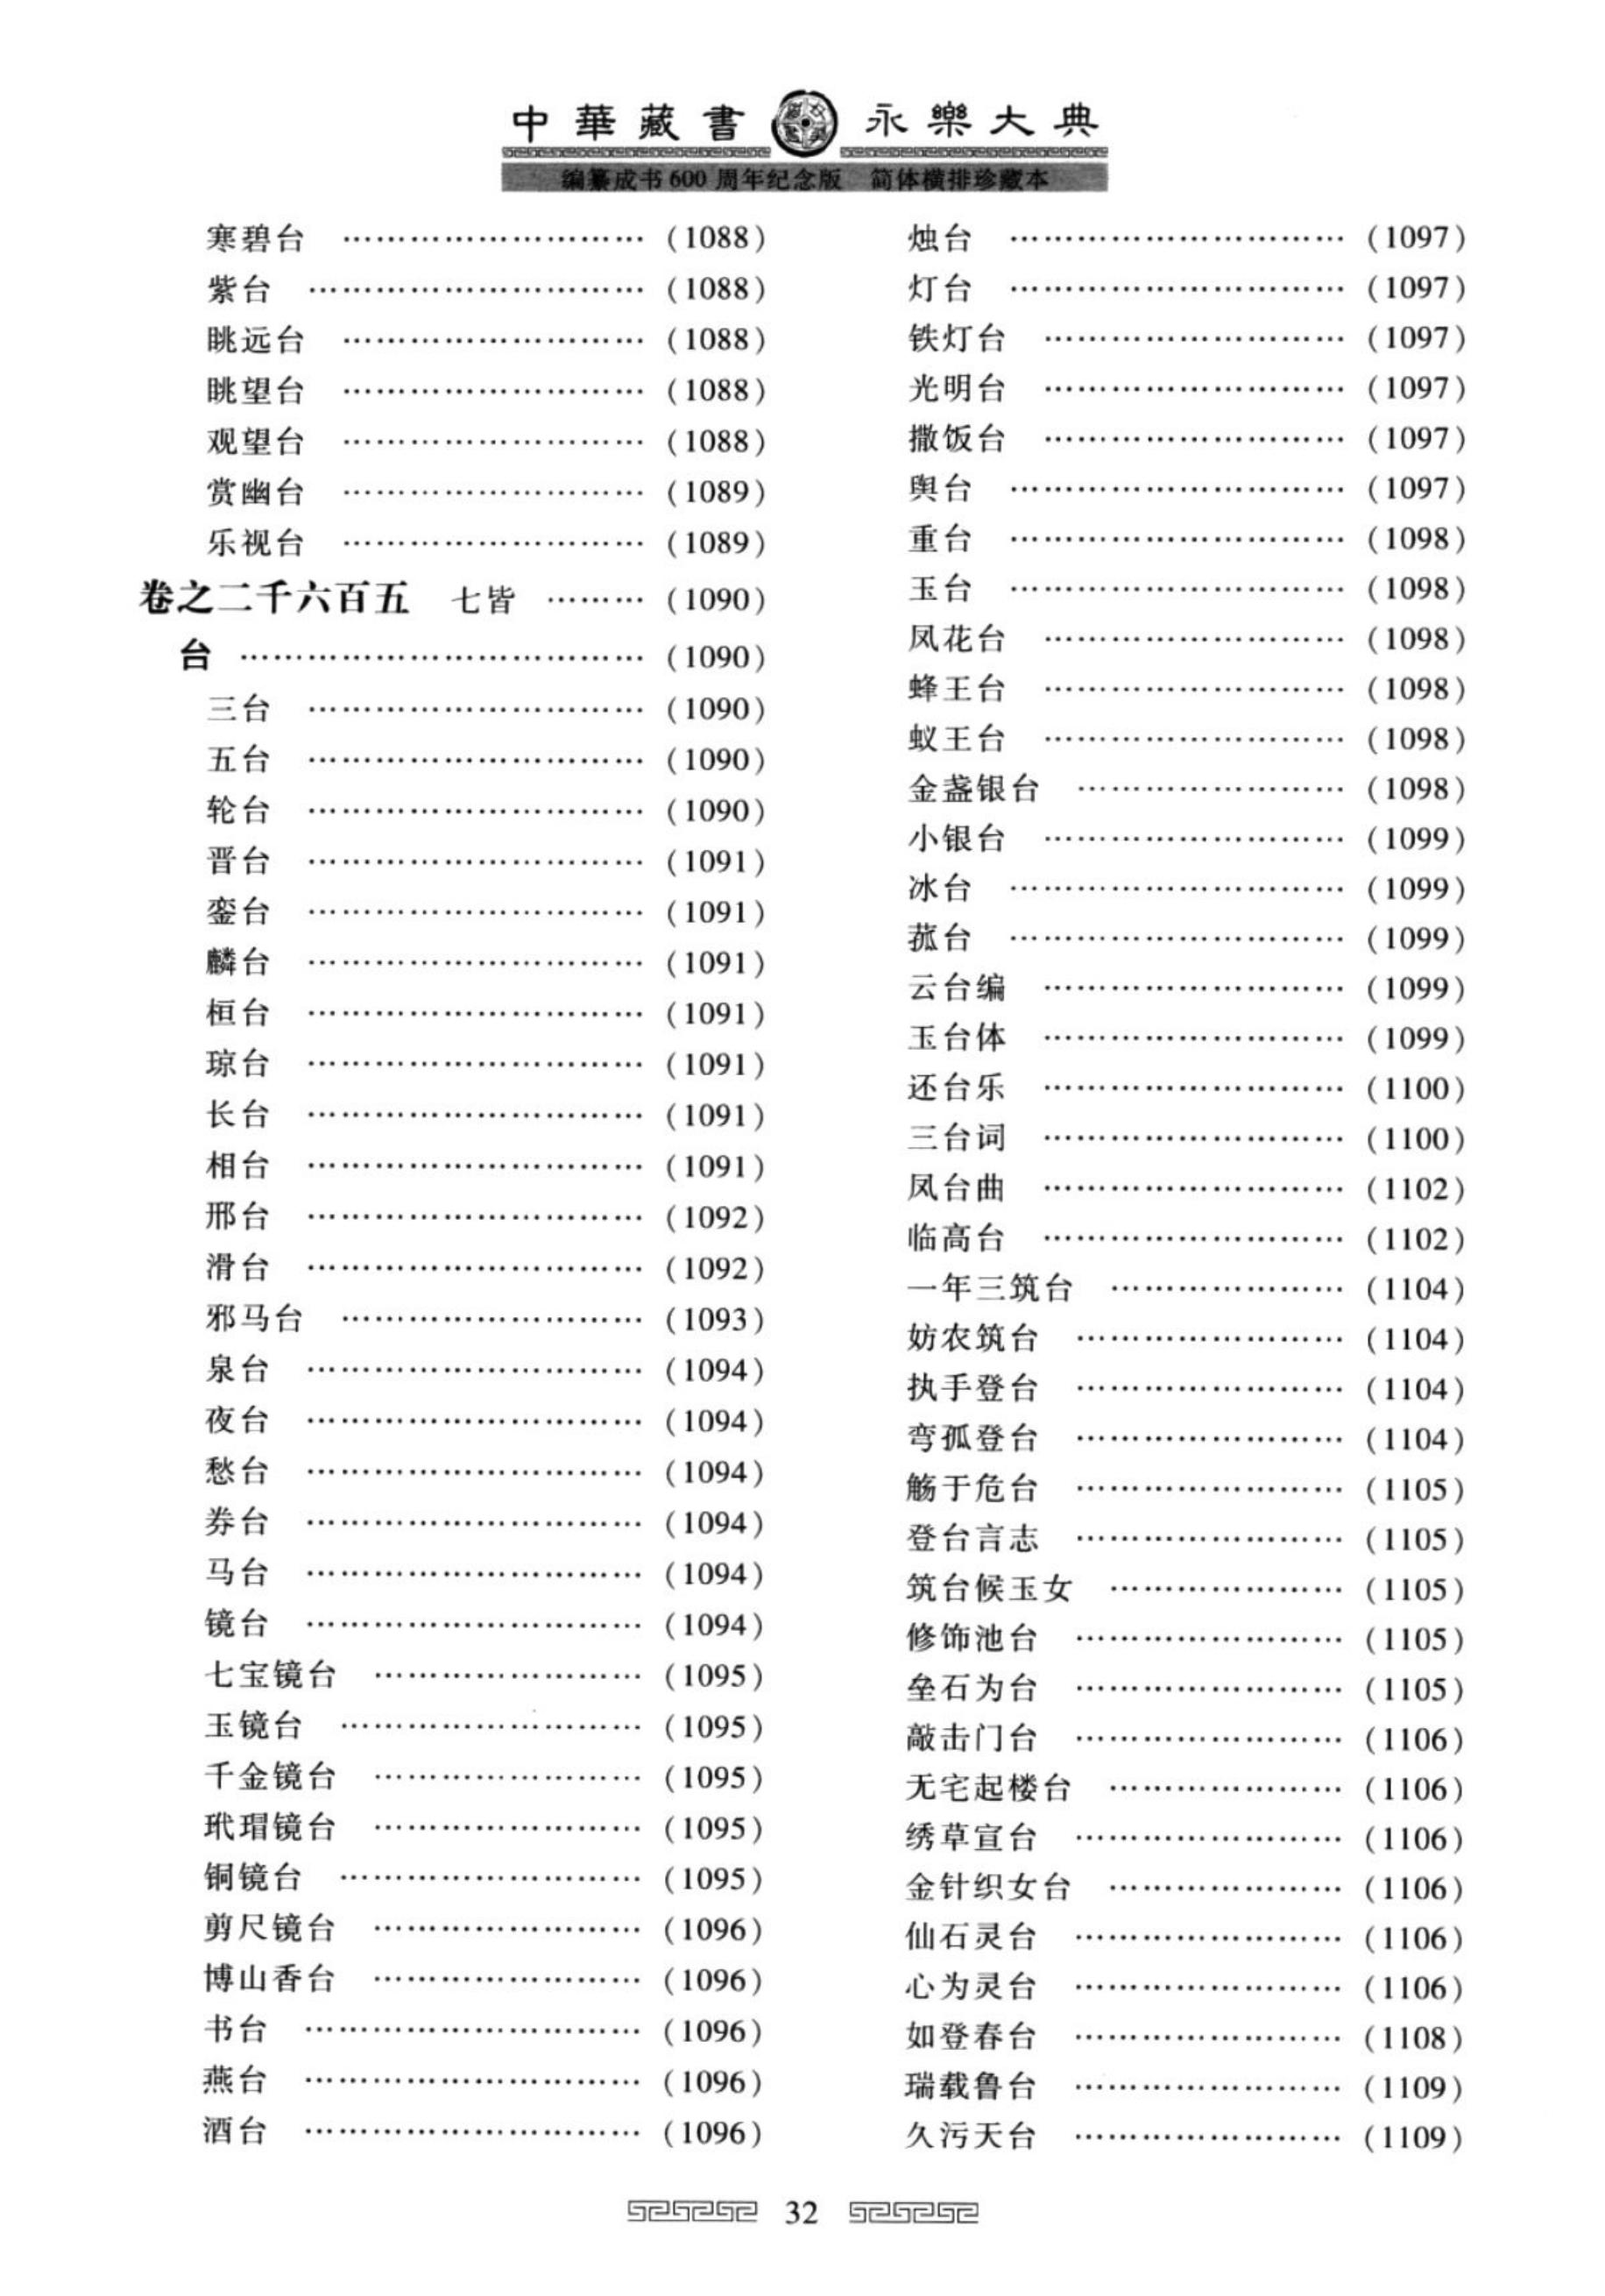 中華藏書 永樂大典
编纂成书600周年纪念版 简体横排珍藏本
寒碧台 ………………………… (1088)
紫台 ………………………… (1088)
眺远台 ………………………… (1088)
眺望台 ………………………… (1088)
观望台 ………………………… (1088)
赏幽台 ………………………… (1089)
乐视台 ………………………… (1089)
卷之二千六百五 七皆 ……… (1090)
台 ………………………………… (1090)
三台 ………………………… (1090)
五台 ………………………… (1090)
轮台 ………………………… (1090)
晋台 ………………………… (1091)
銮台 ………………………… (1091)
麟台 ………………………… (1091)
桓台 ………………………… (1091)
琼台 ………………………… (1091)
长台 ………………………… (1091)
相台 ………………………… (1091)
邢台 ………………………… (1092)
滑台 ………………………… (1092)
邪马台 ………………………… (1093)
泉台 ………………………… (1094)
夜台 ………………………… (1094)
愁台 ………………………… (1094)
券台 ………………………… (1094)
马台 ………………………… (1094)
镜台 ………………………… (1094)
七宝镜台 ……………………… (1095)
玉镜台 ………………………… (1095)
千金镜台 ……………………… (1095)
玳瑁镜台 ……………………… (1095)
铜镜台 ………………………… (1095)
剪尺镜台 ……………………… (1096)
博山香台 ……………………… (1096)
书台 ………………………… (1096)
燕台 ………………………… (1096)
酒台 ………………………… (1096)
烛台 ………………………… (1097)
灯台 ………………………… (1097)
铁灯台 ………………………… (1097)
光明台 ………………………… (1097)
撒饭台 ………………………… (1097)
舆台 ………………………… (1097)
重台 ………………………… (1098)
玉台 ………………………… (1098)
凤花台 ………………………… (1098)
蜂王台 ………………………… (1098)
蚁王台 ………………………… (1098)
金盏银台 ……………………… (1098)
小银台 ………………………… (1099)
冰台 ………………………… (1099)
菰台 ………………………… (1099)
云台编 ………………………… (1099)
玉台体 ………………………… (1099)
还台乐 ………………………… (1100)
三台词 ………………………… (1100)
凤台曲 ………………………… (1102)
临高台 ………………………… (1102)
一年三筑台 …………………… (1104)
妨农筑台 ……………………… (1104)
执手登台 ……………………… (1104)
弯孤登台 ……………………… (1104)
觞于危台 ……………………… (1105)
登台言志 ……………………… (1105)
筑台候玉女 …………………… (1105)
修饰池台 ……………………… (1105)
垒石为台 ……………………… (1105)
敲击门台 ……………………… (1106)
无宅起楼台 …………………… (1106)
绣草宣台 ……………………… (1106)
金针织女台 …………………… (1106)
仙石灵台 ……………………… (1106)
心为灵台 ……………………… (1106)
如登春台 ……………………… (1108)
瑞载鲁台 ……………………… (1109)
久污天台 ……………………… (1109)
32